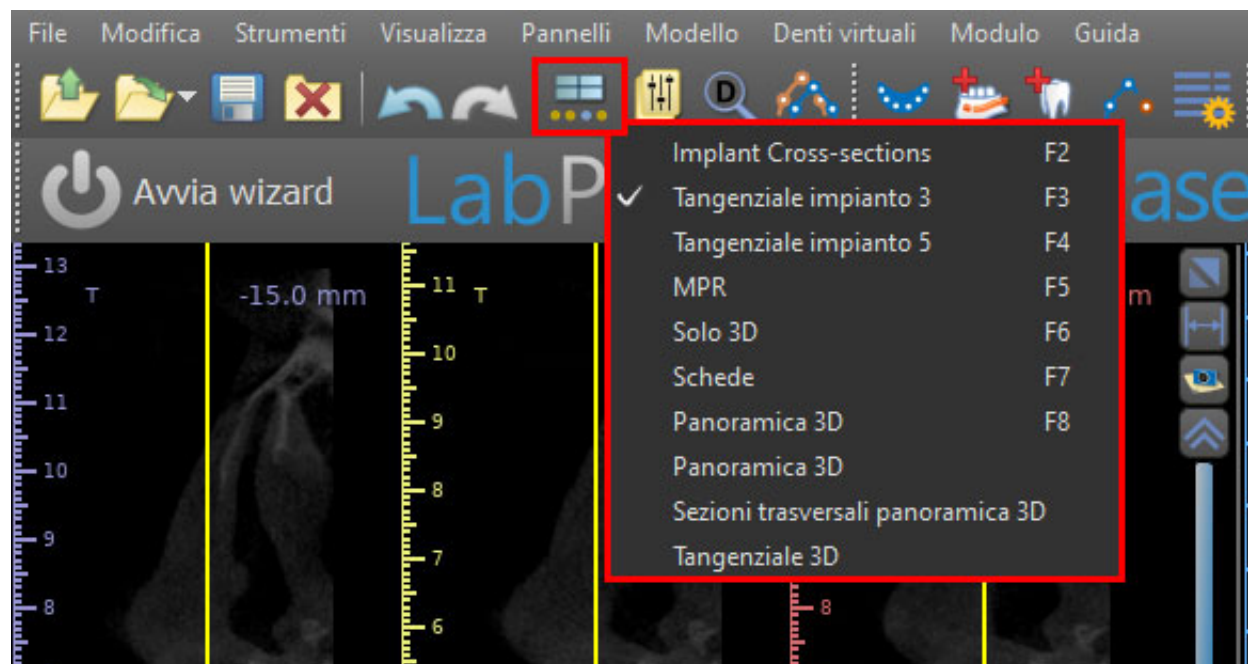 File Modifica Strumenti Visualizza Pannelli Modello Denti virtuali Modulo Guida
D
Implant Cross-sections F2
Avvia wizard LabP ase
✓ Tangenziale impianto 3 F3
Tangenziale impianto 5 F4
MPR F5
Solo 3D F6
Schede F7
Panoramica 3D F8
Panoramica 3D
Sezioni trasversali panoramica 3D
Tangenziale 3D
13
T -15.0 mm
12
11
10
9
8
11 T
10
9
8
7
6
m
D
8